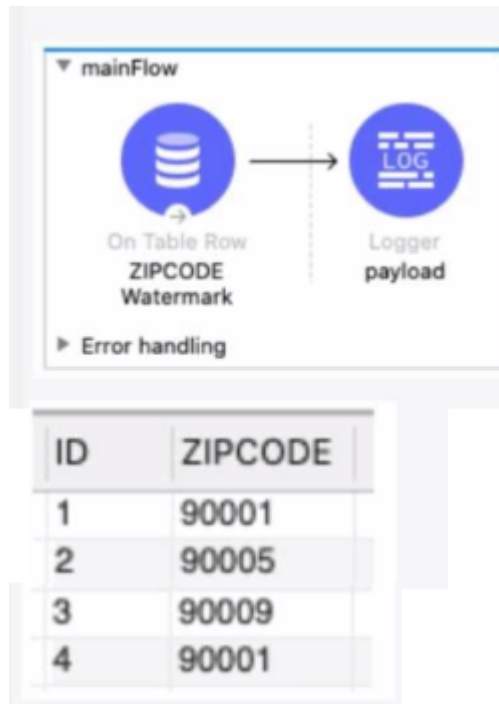 mainFlow
LOG
On Table Row
Logger
ZIPCODE
payload
Watermark
Error handling
ID ZIPCODE
1 90001
2 90005
3 90009
4 90001